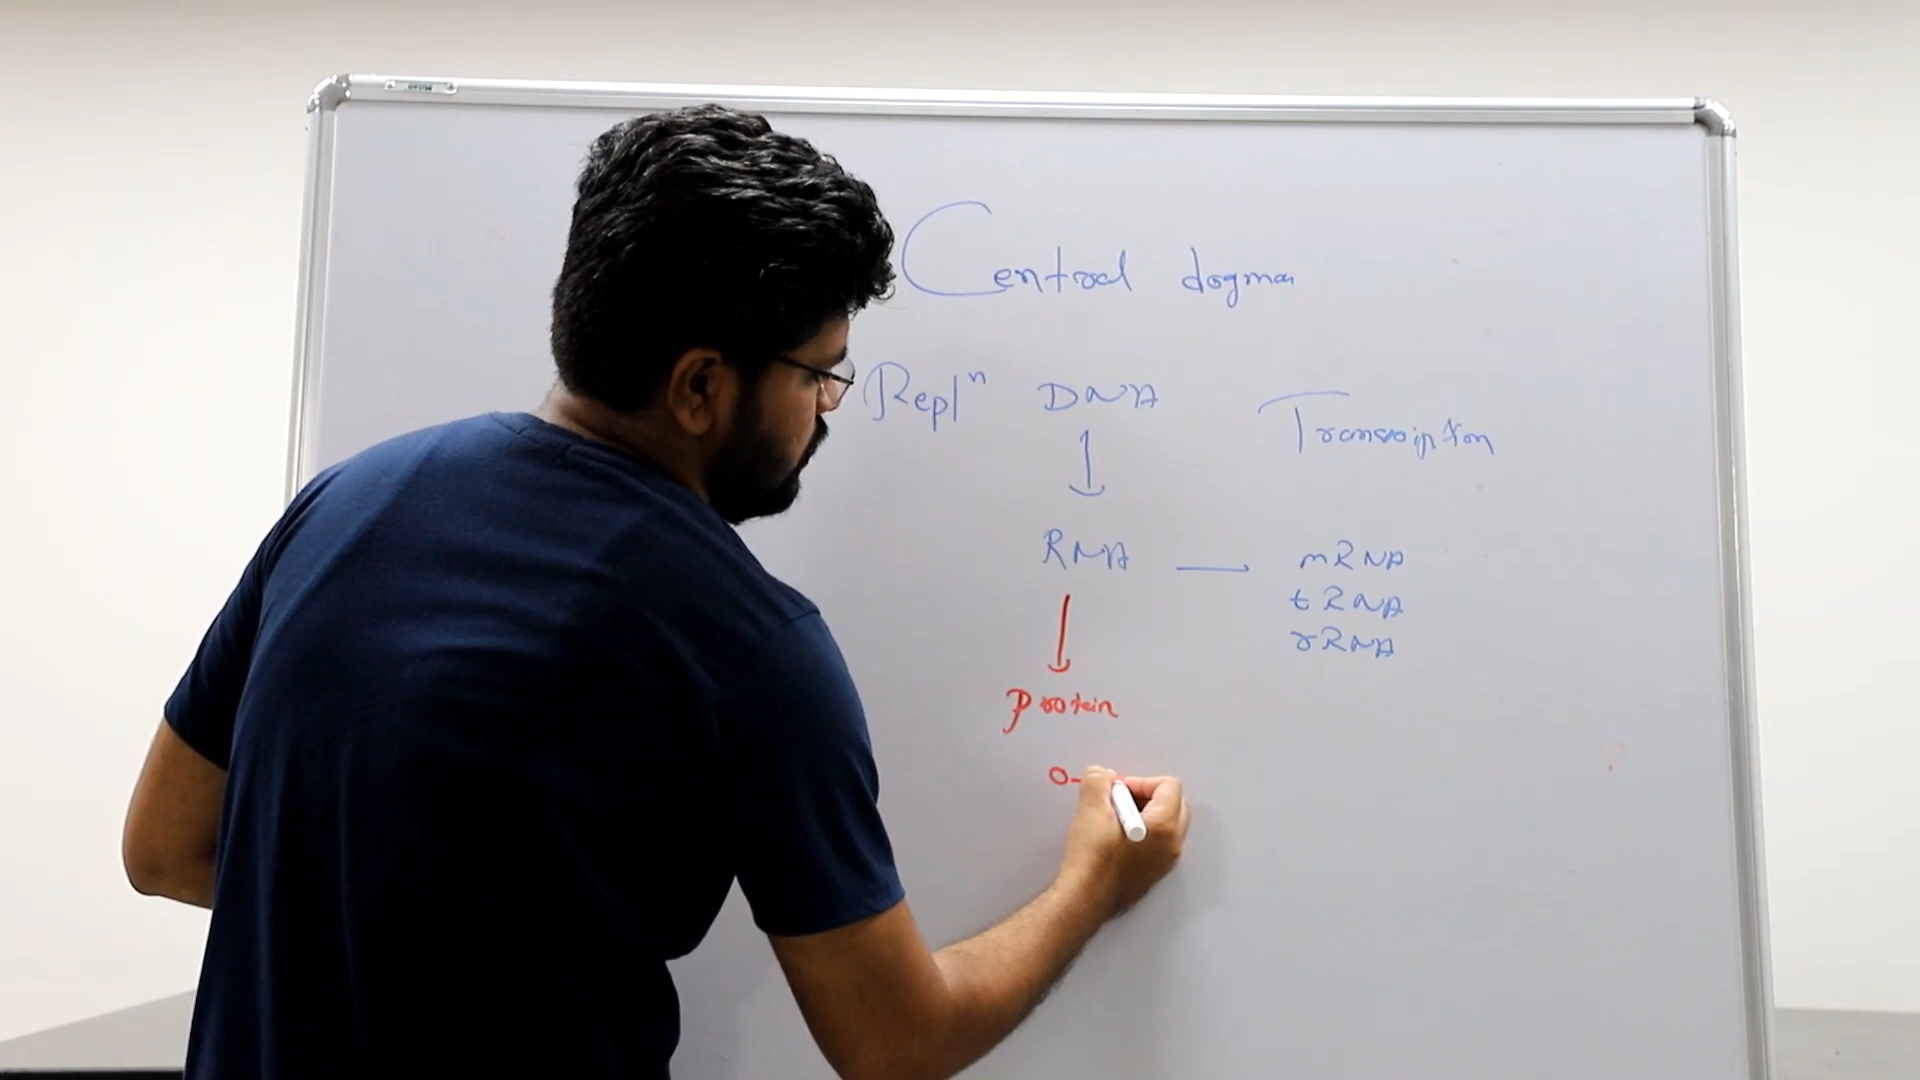 Central dogma
Repl^n DNA Transcription
↓
RNA — mRNA
tRNA
rRNA
↓
Protein